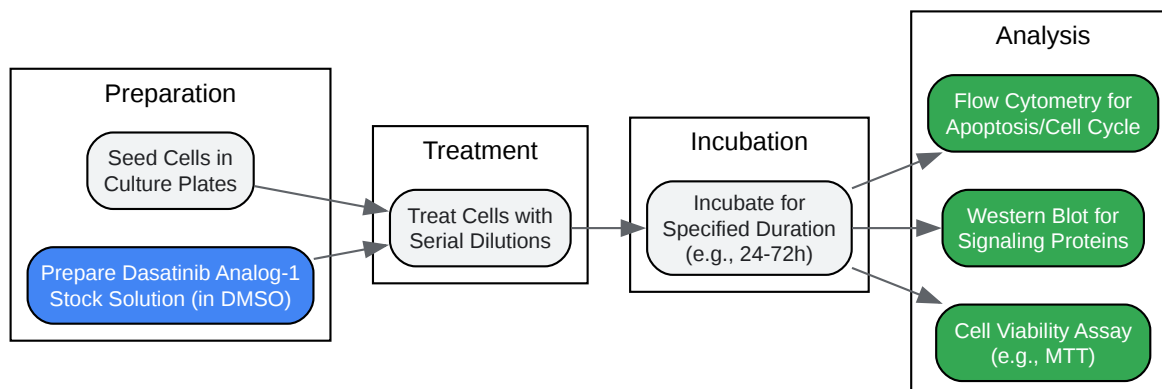 Preparation
Seed Cells in
Culture Plates
Prepare Dasatinib Analog-1
Stock Solution (in DMSO)
Treatment
Treat Cells with
Serial Dilutions
Incubation
Incubate for
Specified Duration
(e.g., 24-72h)
Analysis
Flow Cytometry for
Apoptosis/Cell Cycle
Western Blot for
Signaling Proteins
Cell Viability Assay
(e.g., MTT)